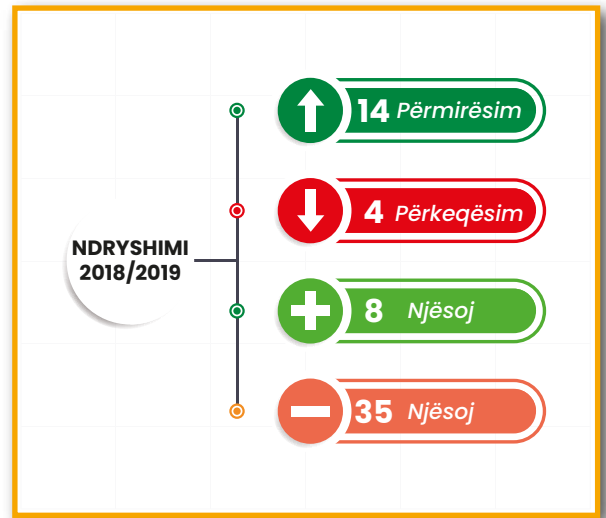 NDRYSHIMI
2018/2019
14 Përmirësim
4 Përkeqësim
8 Njësoj
35 Njësoj